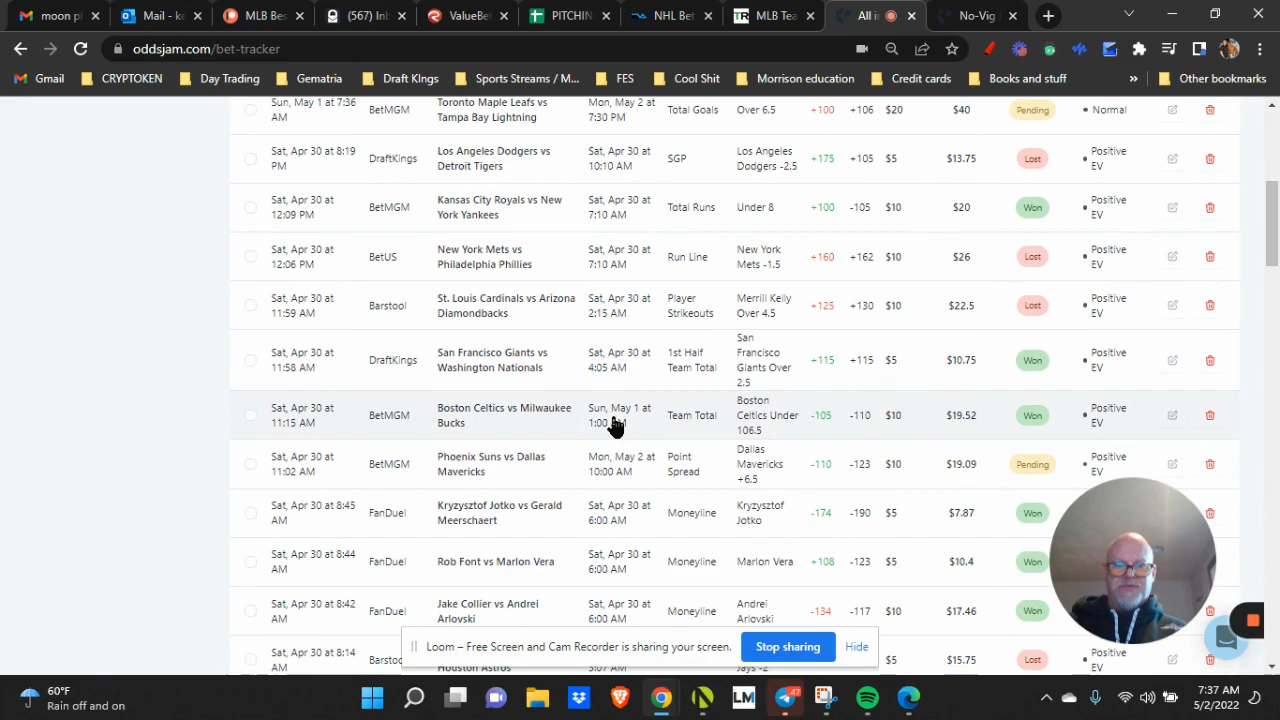 moon pl
Mail - ke
MLB Bes
(567) Inb
ValueBet
PITCHIN
NHL Bet
MLB Tea
All in
No-Vig F
oddsjam.com/bet-tracker
Gmail CRYPTOKEN Day Trading Gematria Draft KIngs Sports Streams / M... FES Cool Shit Morrison education Credit cards Books and stuff » Other bookmarks
Sun, May 1 at 7:36 AM BetMGM Toronto Maple Leafs vs Tampa Bay Lightning Mon, May 2 at 7:30 PM Total Goals Over 6.5 +100 +106 $20 $40 Pending • Normal
Sat, Apr 30 at 8:19 PM DraftKings Los Angeles Dodgers vs Detroit Tigers Sat, Apr 30 at 10:10 AM SGP Los Angeles Dodgers -2.5 +175 +105 $5 $13.75 Lost • Positive EV
Sat, Apr 30 at 12:09 PM BetMGM Kansas City Royals vs New York Yankees Sat, Apr 30 at 7:10 AM Total Runs Under 8 +100 -105 $10 $20 Won • Positive EV
Sat, Apr 30 at 12:06 PM BetUS New York Mets vs Philadelphia Phillies Sat, Apr 30 at 7:10 AM Run Line New York Mets -1.5 +160 +162 $10 $26 Lost • Positive EV
Sat, Apr 30 at 11:59 AM Barstool St. Louis Cardinals vs Arizona Diamondbacks Sat, Apr 30 at 2:15 AM Player Strikeouts Merrill Kelly Over 4.5 +125 +130 $10 $22.5 Lost • Positive EV
Sat, Apr 30 at 11:58 AM DraftKings San Francisco Giants vs Washington Nationals Sat, Apr 30 at 4:05 AM 1st Half Team Total San Francisco Giants Over 2.5 +115 +115 $5 $10.75 Won • Positive EV
Sat, Apr 30 at 11:15 AM BetMGM Boston Celtics vs Milwaukee Bucks Sun, May 1 at 1:00 Team Total Boston Celtics Under 106.5 -105 -110 $10 $19.52 Won • Positive EV
Sat, Apr 30 at 11:02 AM BetMGM Phoenix Suns vs Dallas Mavericks Mon, May 2 at 10:00 AM Point Spread Dallas Mavericks +6.5 -110 -123 $10 $19.09 Pending • Positive EV
Sat, Apr 30 at 8:45 AM FanDuel Kryzysztof Jotko vs Gerald Meerschaert Sat, Apr 30 at 6:00 AM Moneyline Kryzysztof Jotko -174 -190 $5 $7.87 Won
Sat, Apr 30 at 8:44 AM FanDuel Rob Font vs Marlon Vera Sat, Apr 30 at 6:00 AM Moneyline Marlon Vera +108 -123 $5 $10.4 Won
Sat, Apr 30 at 8:42 AM FanDuel Jake Collier vs Andrei Arlovski Sat, Apr 30 at 6:00 AM Moneyline Andrei Arlovski -134 -117 $10 $17.46 Won
Sat, Apr 30 at 8:14 AM Barstoo Houston Astros 3:07 AM Jays -2 $5 $15.75 Lost
Loom – Free Screen and Cam Recorder is sharing your screen. Stop sharing Hide
60°F
Rain off and on
LM
47
7:37 AM
5/2/2022